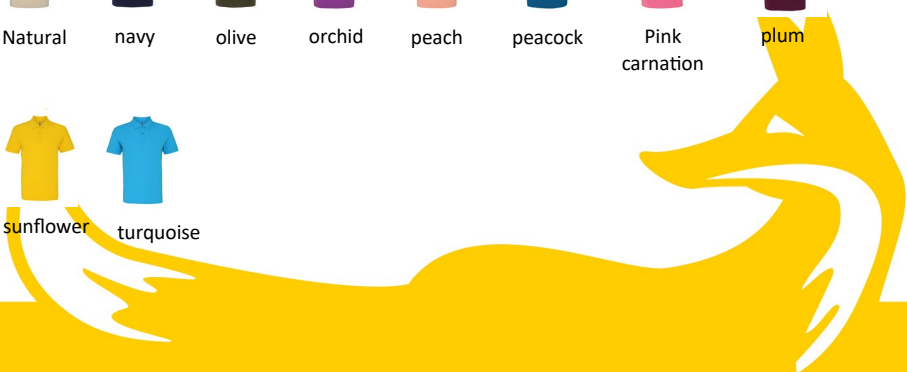 Natural navy olive orchid peach peacock Pink plum
carnation
sunflower turquoise